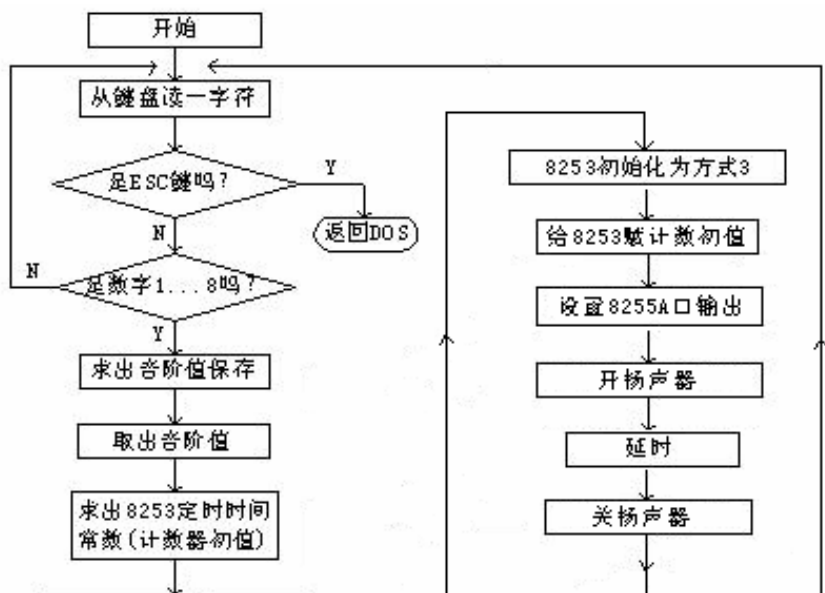 开始
从键盘读一字符
是ESC键吗?
Y
返回DOS
N
是数字1...8吗?
N
Y
求出音阶值保存
取出音阶值
求出8253定时时间
常数(计数器初值)
8253初始化为方式3
给8253赋计数初值
设置8255A口输出
开扬声器
延时
关扬声器